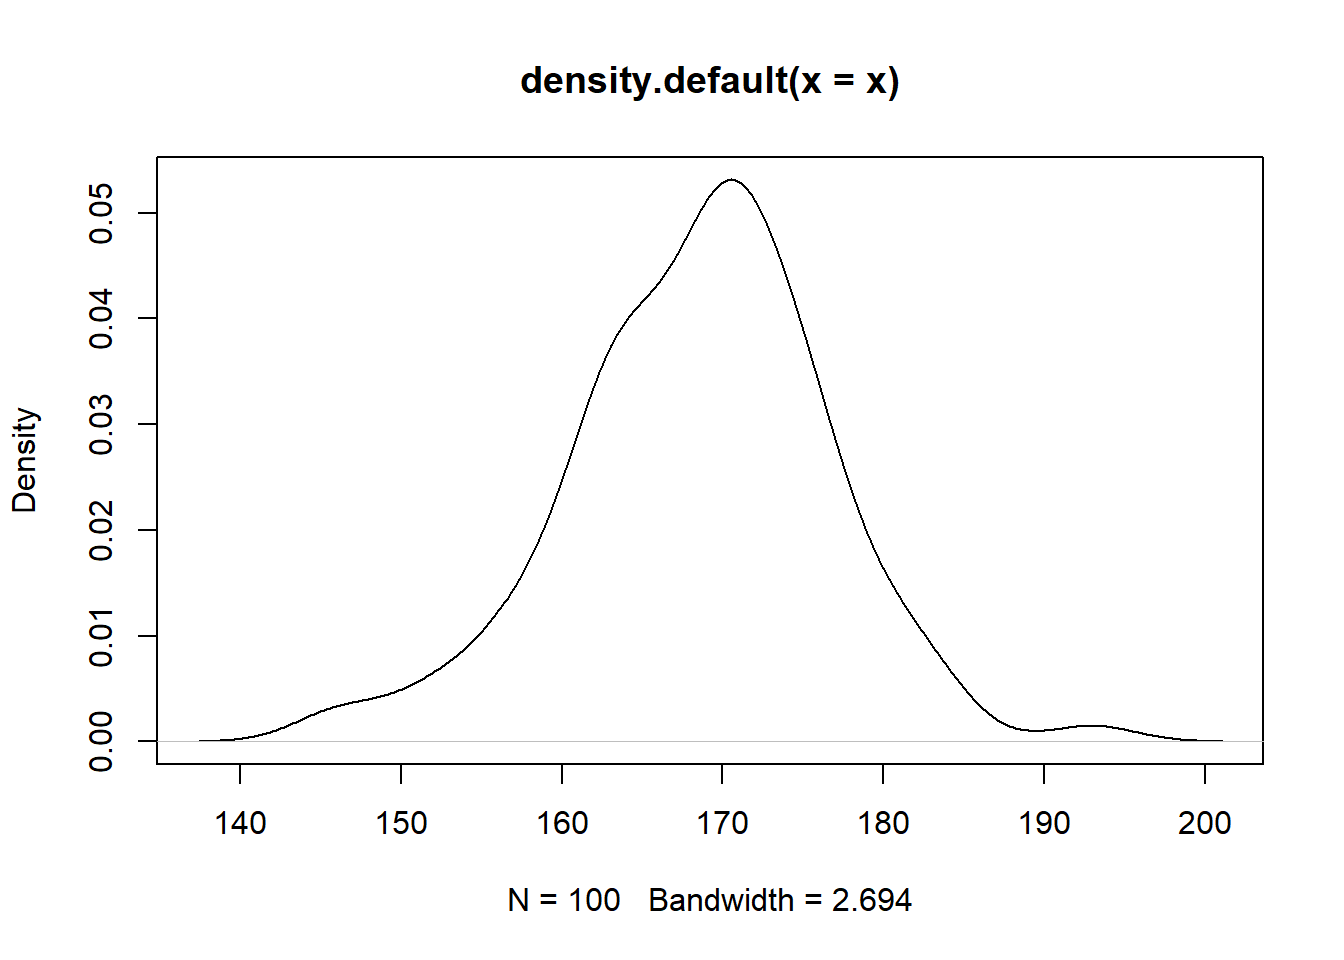 density.default(x = x)
Density
0.05
0.04
0.03
0.02
0.01
0.00
140 150 160 170 180 190 200
N = 100 Bandwidth = 2.694